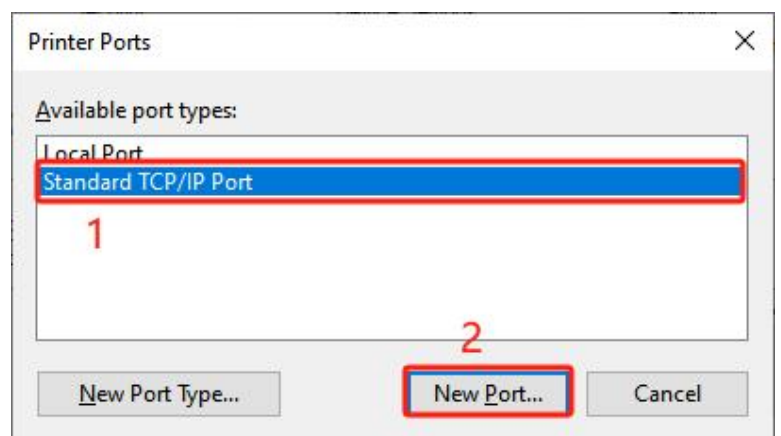 Printer Ports
Available port types:
Local Port
Standard TCP/IP Port
1
2
New Port Type...
New Port...
Cancel